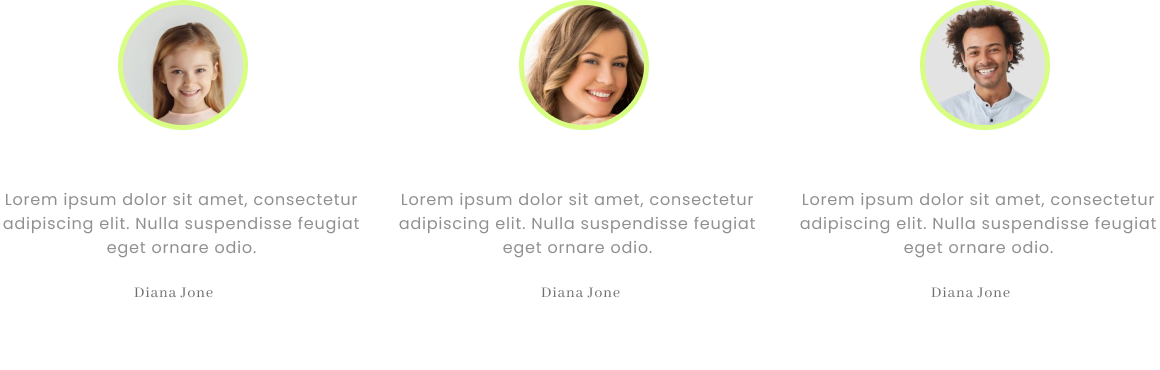 Lorem ipsum dolor sit amet, consectetur
adipiscing elit. Nulla suspendisse feugiat
eget ornare odio.
Diana Jone
Lorem ipsum dolor sit amet, consectetur
adipiscing elit. Nulla suspendisse feugiat
eget ornare odio.
Diana Jone
Lorem ipsum dolor sit amet, consectetur
adipiscing elit. Nulla suspendisse feugiat
eget ornare odio.
Diana Jone